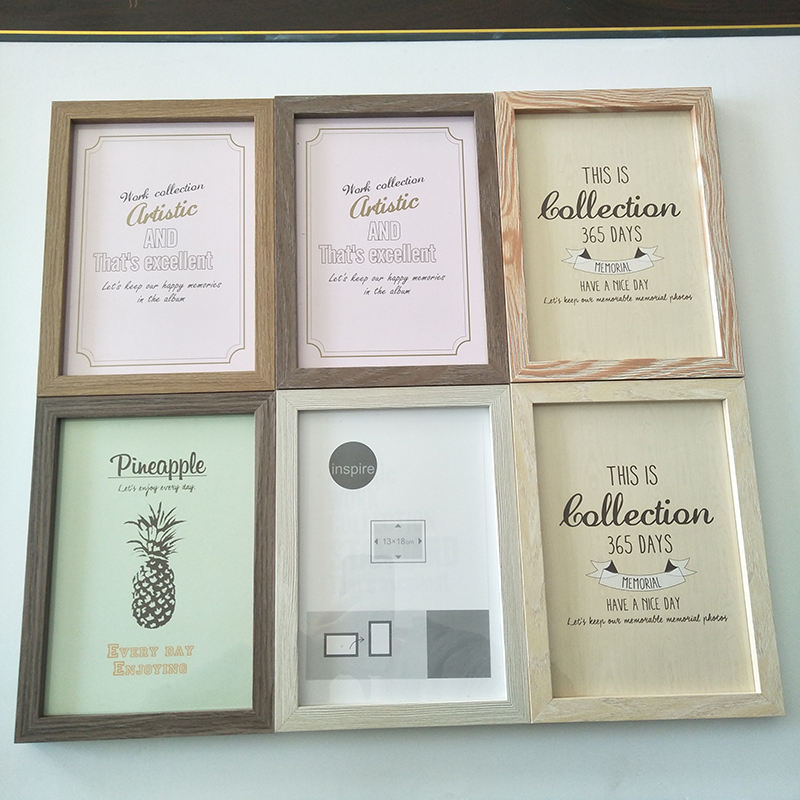 Work collection
Artistic
AND
That's excellent
Let's keep our happy memories
in the album
Work collection
Artistic
AND
That's excellent
Let's keep our happy memories
in the album
THIS IS
Collection
365 DAYS
MEMORIAL
HAVE A NICE DAY
Let's keep our memorable memorial photos
Pineapple
Let's enjoy every day.
EVERY DAY
ENJOYING
inspire
13×18cm
THIS IS
Collection
365 DAYS
MEMORIAL
HAVE A NICE DAY
Let's keep our memorable memorial photos